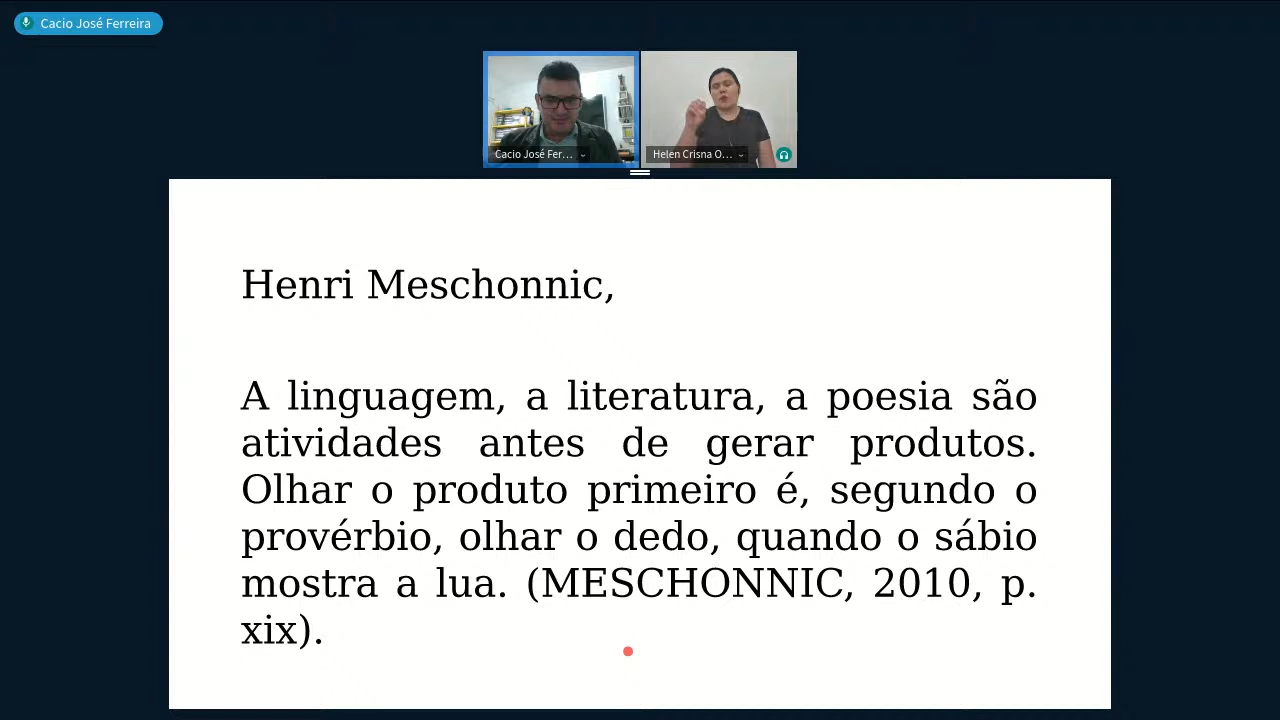 Cacio José Ferreira
Cacio José Fer...
Helen Crisna O...
Henri Meschonnic,
A linguagem, a literatura, a poesia são
atividades antes de gerar produtos.
Olhar o produto primeiro é, segundo o
provérbio, olhar o dedo, quando o sábio
mostra a lua. (MESCHONNIC, 2010, p.
xix).